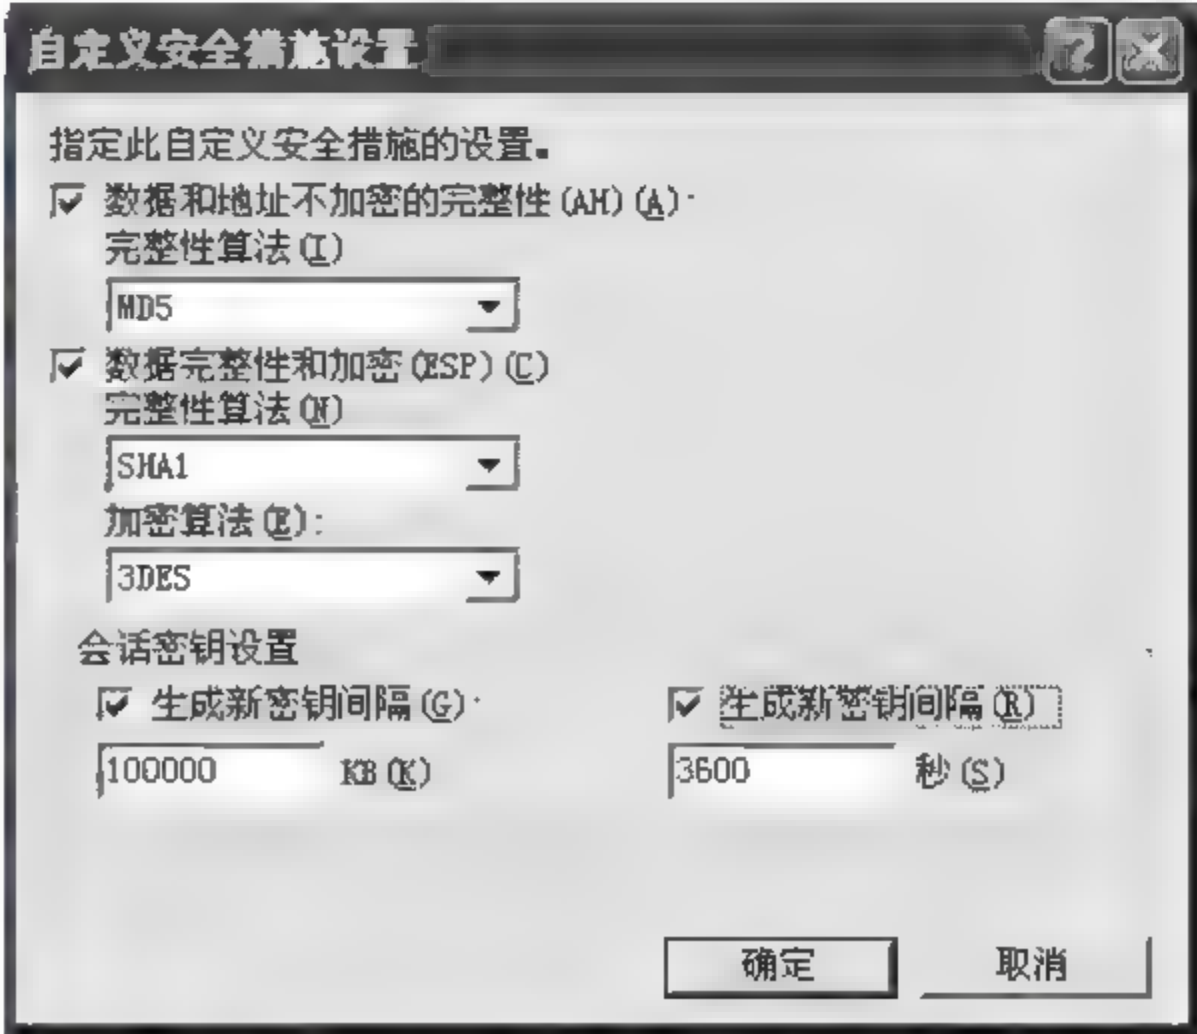 自定义安全措施设置
指定此自定义安全措施的设置。
数据和地址不加密的完整性(AH)(A):
完整性算法(I)
MD5
数据完整性和加密(ESP)(C)
完整性算法(N)
SHA1
加密算法(E):
3DES
会话密钥设置
生成新密钥间隔(G): 生成新密钥间隔(R)
100000 KB(K) 3600 秒(S)
确定 取消